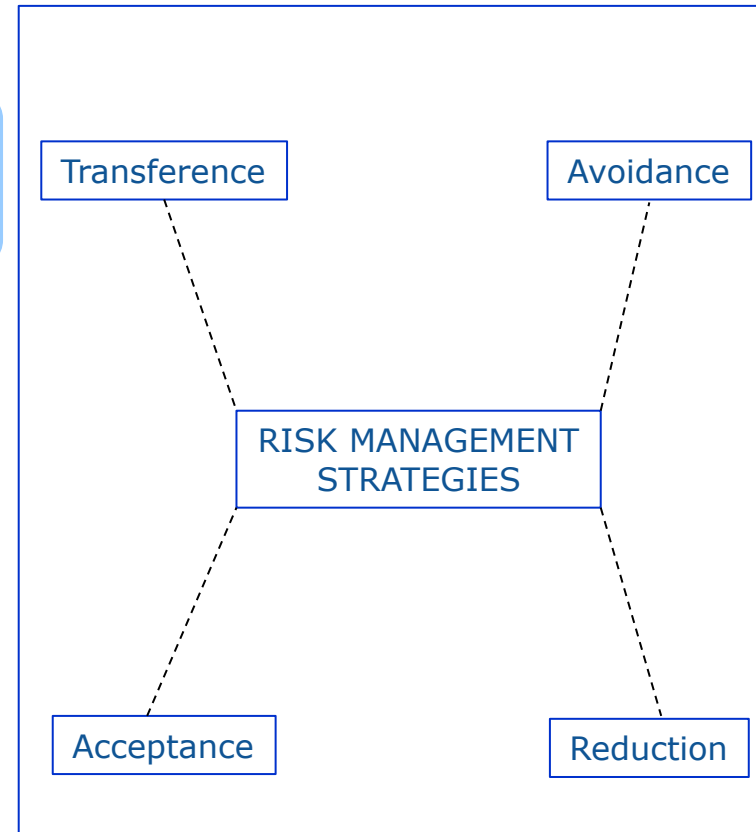 Transference
Avoidance
RISK MANAGEMENT
STRATEGIES
Acceptance
Reduction